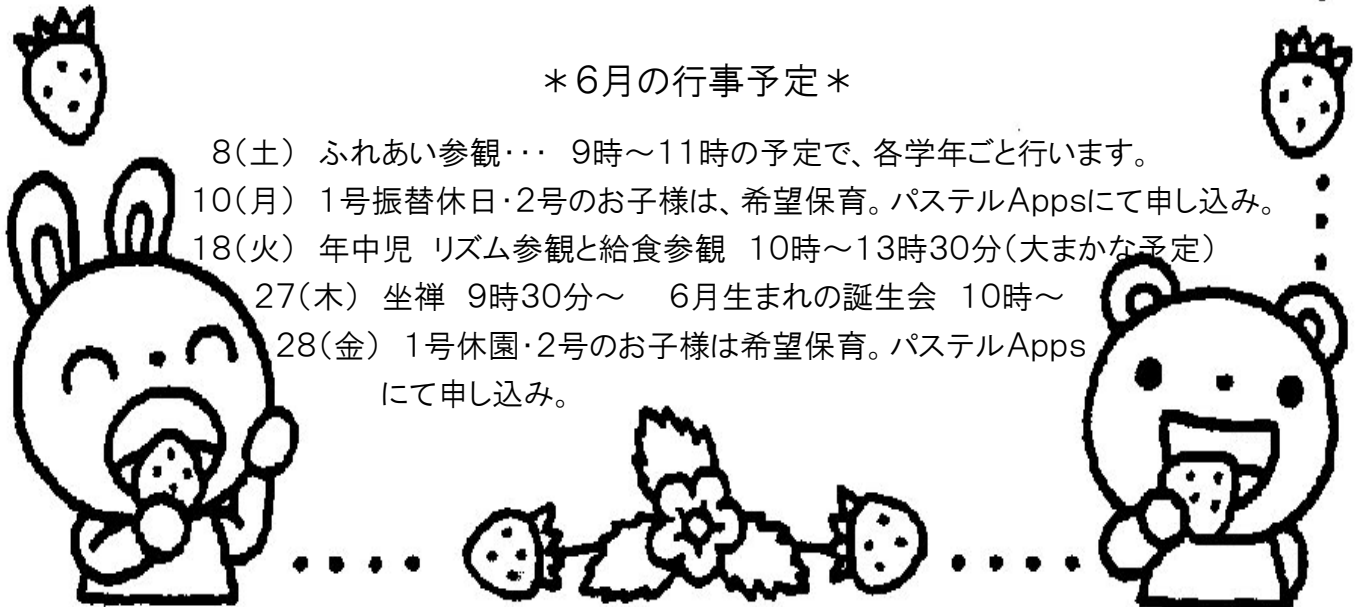 ＊6月の行事予定＊
8(土) ふれあい参観･･･ 9時～11時の予定で、各学年ごと行います。
10(月) 1号振替休日･2号のお子様は、希望保育。パステルAppsにて申し込み。
18(火) 年中児 リズム参観と給食参観 10時～13時30分(大まかな予定)
27(木) 坐禅 9時30分～ 6月生まれの誕生会 10時～
28(金) 1号休園･2号のお子様は希望保育。パステルApps
にて申し込み。